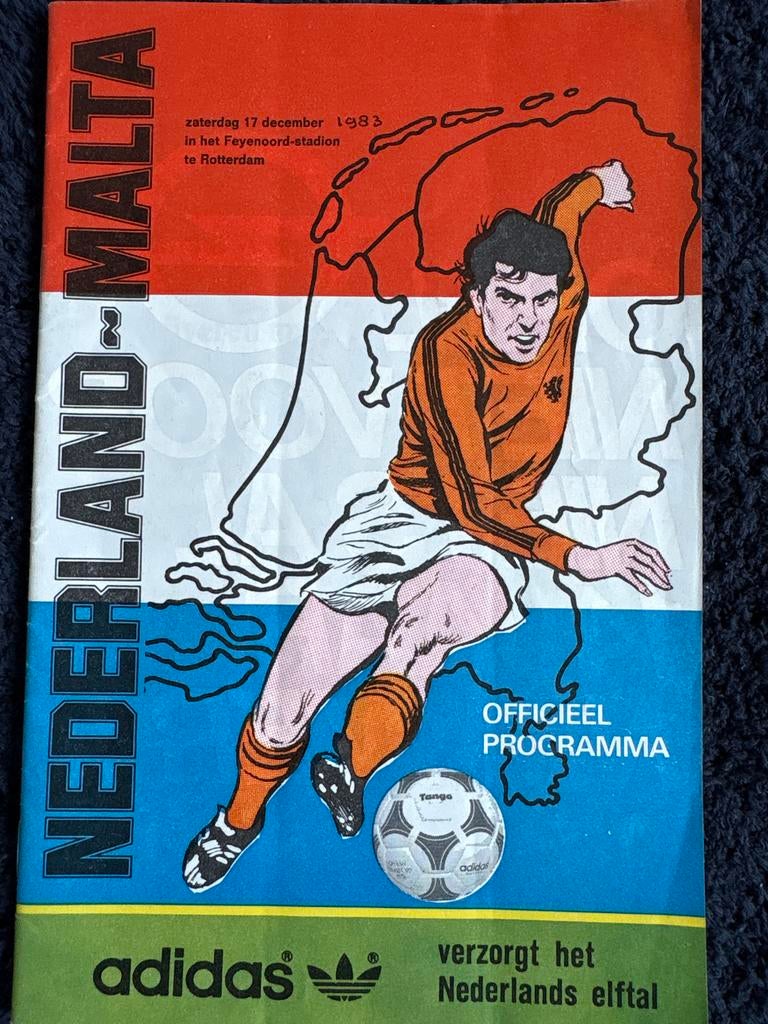 NEDERLAND~MALTA
zaterdag 17 december 1983
in het Feyenoord-stadion
te Rotterdam
OFFICIEEL
PROGRAMMA
Tango
adidas
adidas®
®
verzorgt het
Nederlands elftal